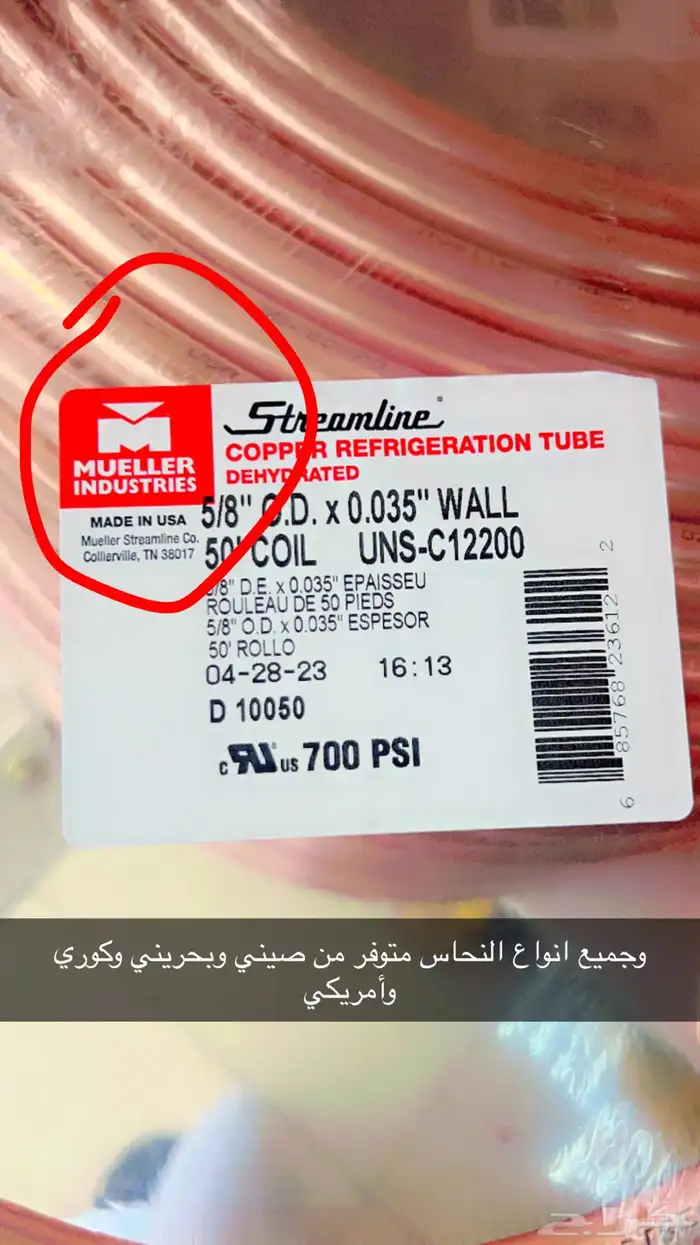 MUELLER
INDUSTRIES
MADE IN USA
Mueller Streamline Co.
Collierville, TN 38017
Streamline®
COPPER REFRIGERATION TUBE
DEHYDRATED
5/8" O.D. x 0.035" WALL
50' COIL UNS-C12200
5/8" D.E. x 0.035" EPAISSEU
ROULEAU DE 50 PIEDS
5/8" O.D. x 0.035" ESPESOR
50' ROLLO
04-28-23 16:13
D 10050
c RU us 700 PSI
6 85768 23612 2
وجميع انواع النحاس متوفر من صيني وبحريني وكوري
وأمريكي
حراج